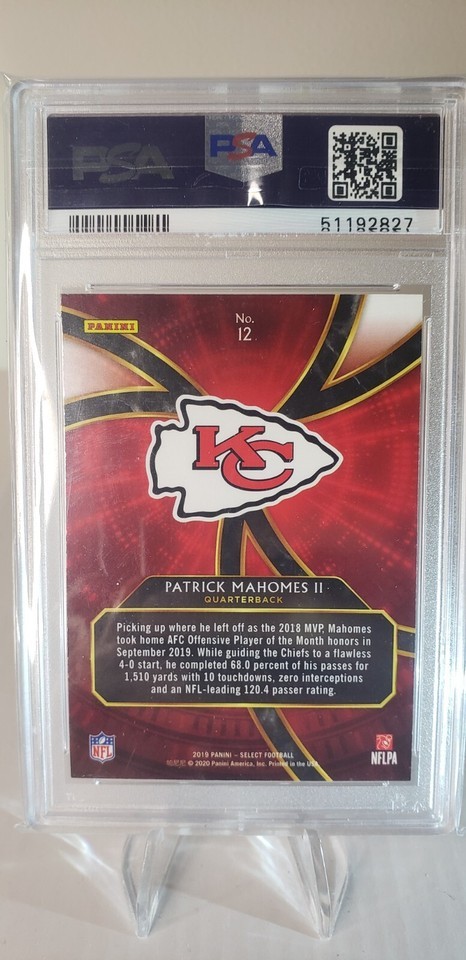 PSA
PSA
51192827
PANINI
No.
12
KC
PATRICK MAHOMES II
QUARTERBACK
Picking up where he left off as the 2018 MVP, Mahomes
took home AFC Offensive Player of the Month honors in
September 2019. While guiding the Chiefs to a flawless
4-0 start, he completed 68.0 percent of his passes for
1,510 yards with 10 touchdowns, zero interceptions
and an NFL-leading 120.4 passer rating.
NFL
2019 PANINI – SELECT FOOTBALL
© 2020 Panini America, Inc. Printed in the USA.
NFLPA